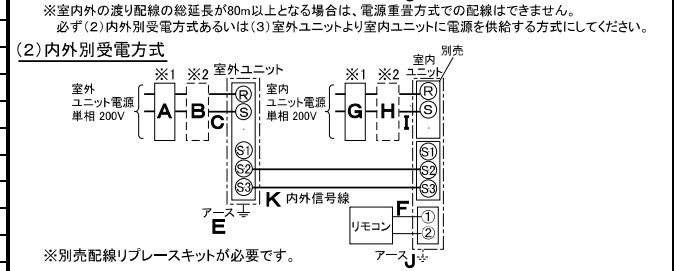 ※室内外の渡り配線の総延長が80m以上となる場合は、電源重畳方式での配線はできません。
必ず(2)内外別受電方式あるいは(3)室外ユニットより室内ユニットに電源を供給する方式にしてください。
(2)内外別受電方式
※1 ※2 室外ユニット
室外
ユニット電源
単相 200V
A
B
C
R
S
S1
S2
S3
アース
E
K 内外信号線
※1 ※2 室内
ユニット
別売
室内
ユニット電源
単相 200V
G
H
I
R
S
S1
S2
S3
F
リモコン
①
②
アース
J
※別売配線リプレースキットが必要です。